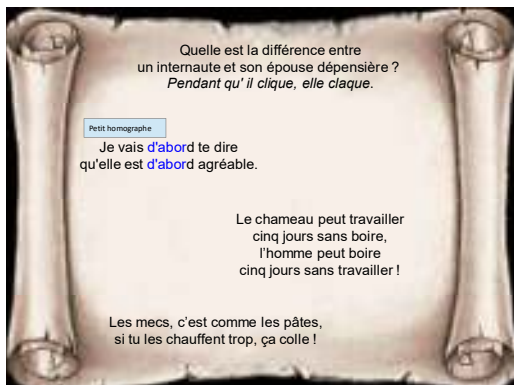 Quelle est la différence entre
un internaute et son épouse dépensière ?
Pendant qu' il clique, elle claque.
Petit homographe
Je vais d'abord te dire
qu'elle est d'abord agréable.
Le chameau peut travailler
cinq jours sans boire,
l'homme peut boire
cinq jours sans travailler !
Les mecs, c'est comme les pâtes,
si tu les chauffent trop, ça colle !